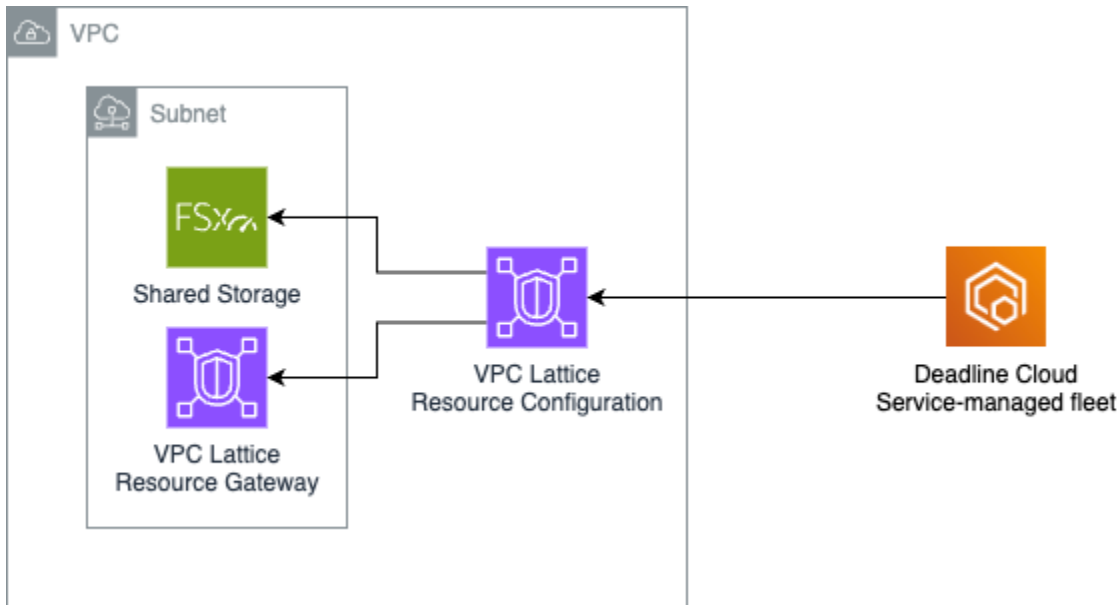 VPC
Subnet
FSx
Shared Storage
VPC Lattice
Resource Gateway
VPC Lattice
Resource Configuration
Deadline Cloud
Service-managed fleet